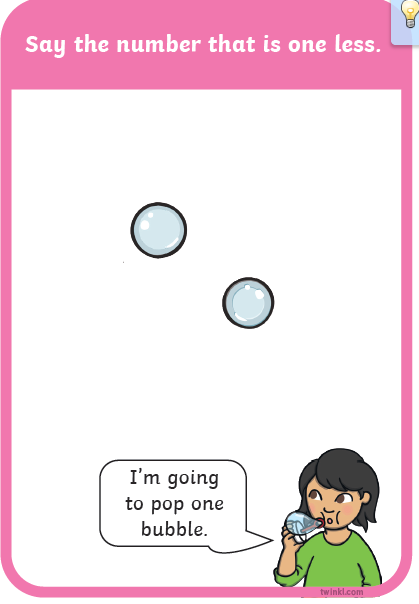 Say the number that is one less.
I'm going
to pop one
bubble.
twinkl.com